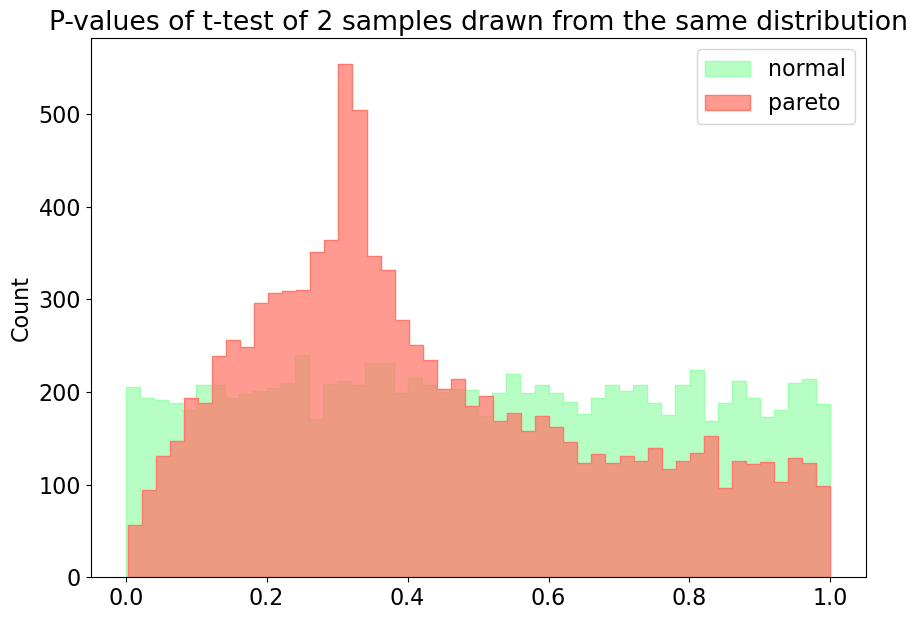 P-values of t-test of 2 samples drawn from the same distribution
normal
pareto
Count
500
400
300
200
100
0
0.0 0.2 0.4 0.6 0.8 1.0